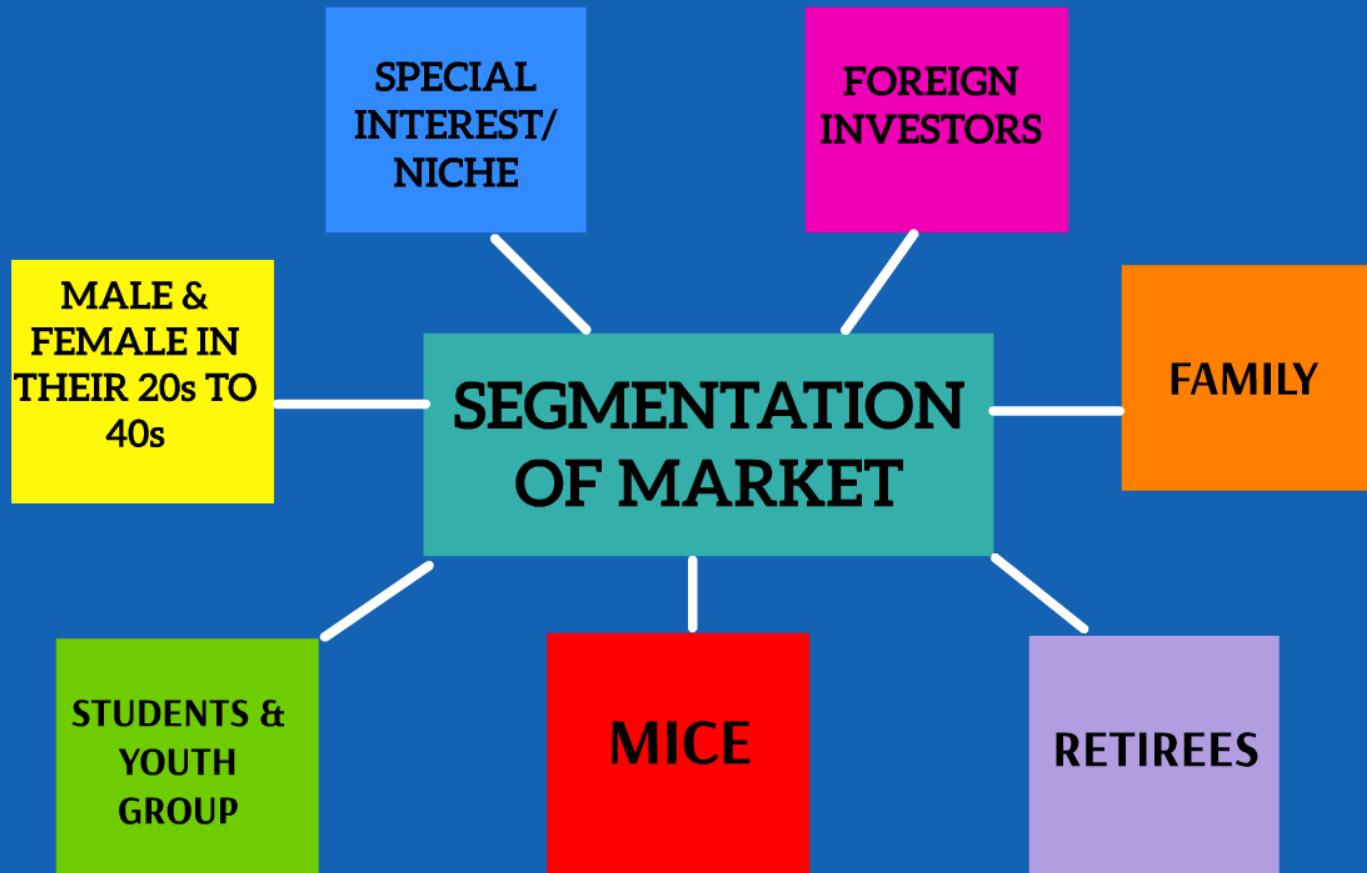 SPECIAL
INTEREST/
NICHE
FOREIGN
INVESTORS
MALE &
FEMALE IN
THEIR 20s TO
40s
SEGMENTATION
OF MARKET
FAMILY
STUDENTS &
YOUTH
GROUP
MICE
RETIREES